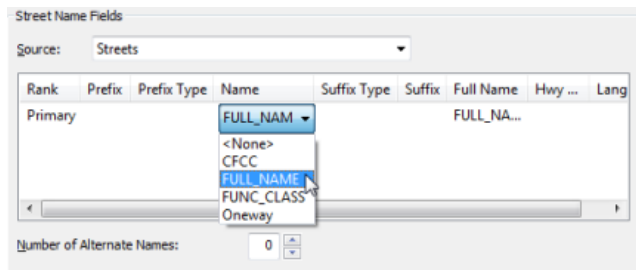 Street Name Fields
Source: Streets
Rank Prefix Prefix Type Name Suffix Type Suffix Full Name Hwy ... Lang
Primary FULL_NAM FULL_NA...
<None>
CFCC
FULL_NAME
FUNC_CLASS
Oneway
Number of Alternate Names: 0